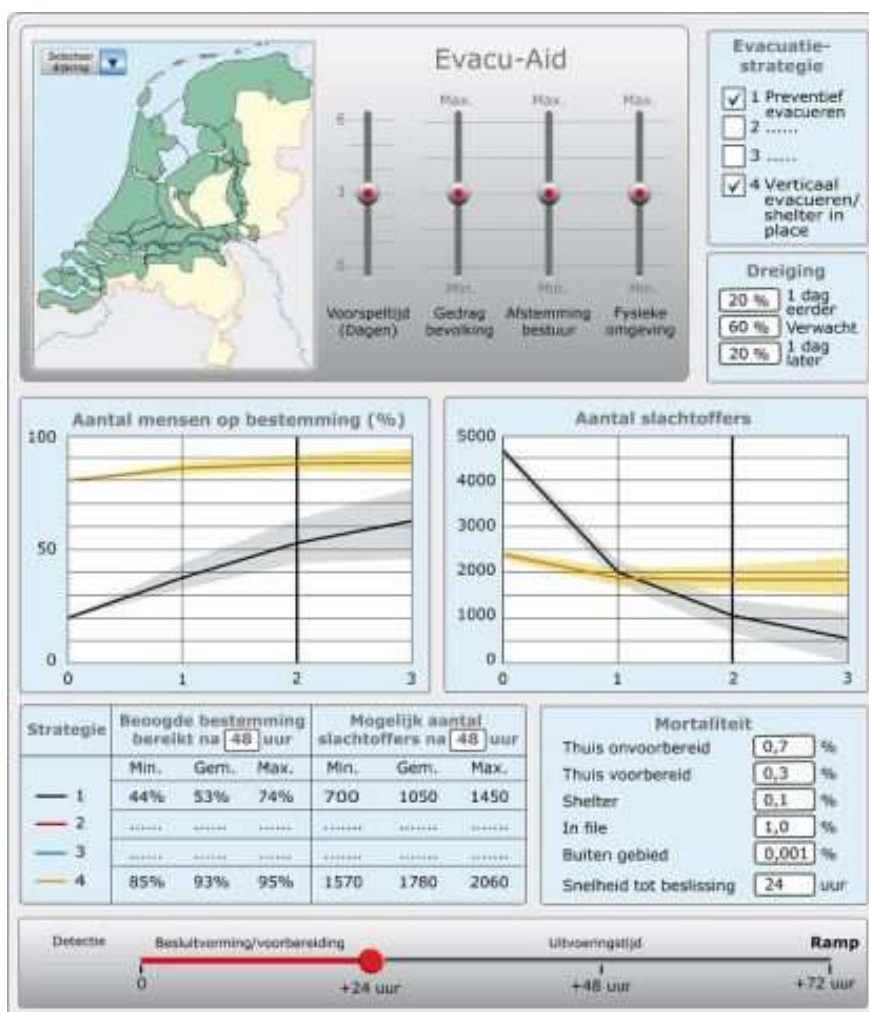 Selecteer
dijkring
Evacu-Aid
Max.
Max.
Max.
6
3
0
Min.
Min.
Min.
Voorspeltijd
(Dagen)
Gedrag
bevolking
Afstemming
bestuur
Fysieke
omgeving
Evacuatie-
strategie
1 Preventief
evacueren
2 ......
3 .....
4 Verticaal
evacueren/
shelter in
place
Dreiging
20 % 1 dag
eerder
60 % Verwacht
20 % 1 dag
later
Aantal mensen op bestemming (%)
100
50
0
0 1 2 3
Aantal slachtoffers
5000
4000
3000
2000
1000
0
0 1 2 3
Strategie
Beoogde bestemming
bereikt na 48 uur
Mogelijk aantal
slachtoffers na 48 uur
Min. Gem. Max. Min. Gem. Max.
1 44% 53% 74% 700 1050 1450
2 ...... ...... ...... ...... ...... ......
3 ...... ...... ...... ...... ...... ......
4 85% 93% 95% 1570 1780 2060
Mortaliteit
Thuis onvoorbereid 0,7 %
Thuis voorbereid 0,3 %
Shelter 0,1 %
In file 1,0 %
Buiten gebied 0,001 %
Snelheid tot beslissing 24 uur
Detectie
Besluitvorming/voorbereiding
Uitvoeringstijd
Ramp
0 +24 uur +48 uur +72 uur